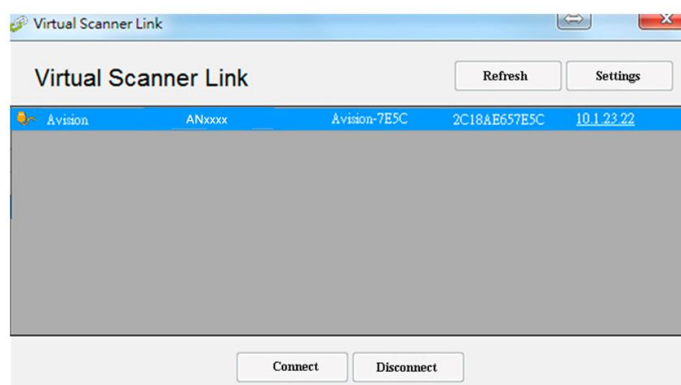 Virtual Scanner Link
Virtual Scanner Link Refresh Settings
Avision ANxxxx Avision-7E5C 2C18AE657E5C 10.1.23.22
Connect Disconnect